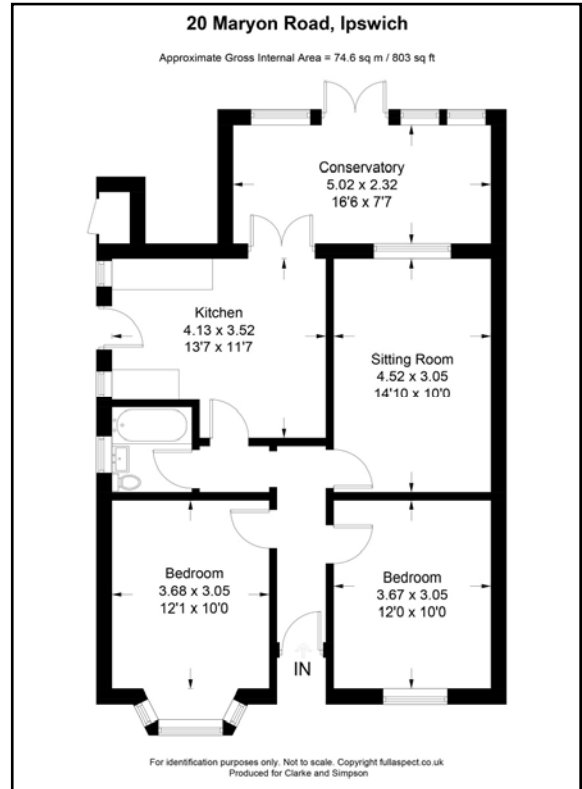 20 Maryon Road, Ipswich
Approximate Gross Internal Area = 74.6 sq m / 803 sq ft
Conservatory
5.02 x 2.32
16'6 x 7'7
Kitchen
4.13 x 3.52
13'7 x 11'7
Sitting Room
4.52 x 3.05
14'10 x 10'0
Bedroom
3.68 x 3.05
12'1 x 10'0
Bedroom
3.67 x 3.05
12'0 x 10'0
IN
For identification purposes only. Not to scale. Copyright fullaspect.co.uk
Produced for Clarke and Simpson